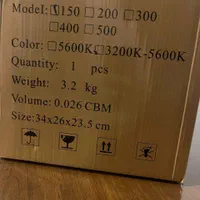 Model:☑150 □200 □300
□400 □500
Color:□5600K□3200K-5600K
Quantity: 1 pcs
Weight: 3.2 kg
Volume: 0.026 CBM
Size:34x26x23.5 cm